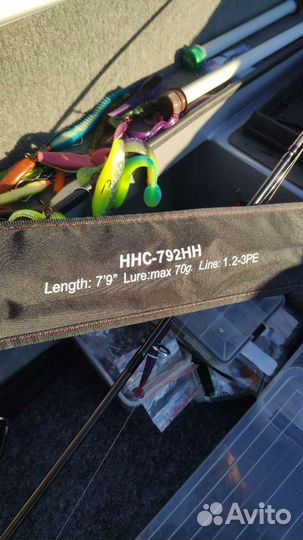 HHC-792HH
Length: 7'9" Lure:max 70g. Line: 1.2-3PE
Avito